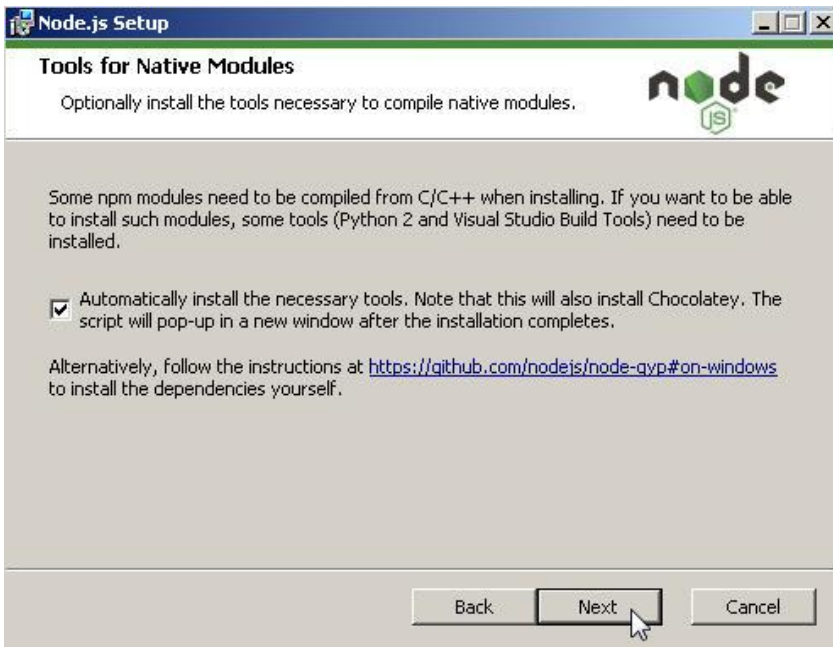 Node.js Setup
Tools for Native Modules
Optionally install the tools necessary to compile native modules.
node
JS
Some npm modules need to be compiled from C/C++ when installing. If you want to be able
to install such modules, some tools (Python 2 and Visual Studio Build Tools) need to be
installed.
Automatically install the necessary tools. Note that this will also install Chocolatey. The
script will pop-up in a new window after the installation completes.
Alternatively, follow the instructions at https://github.com/nodejs/node-gyp#on-windows
to install the dependencies yourself.
Back Next Cancel